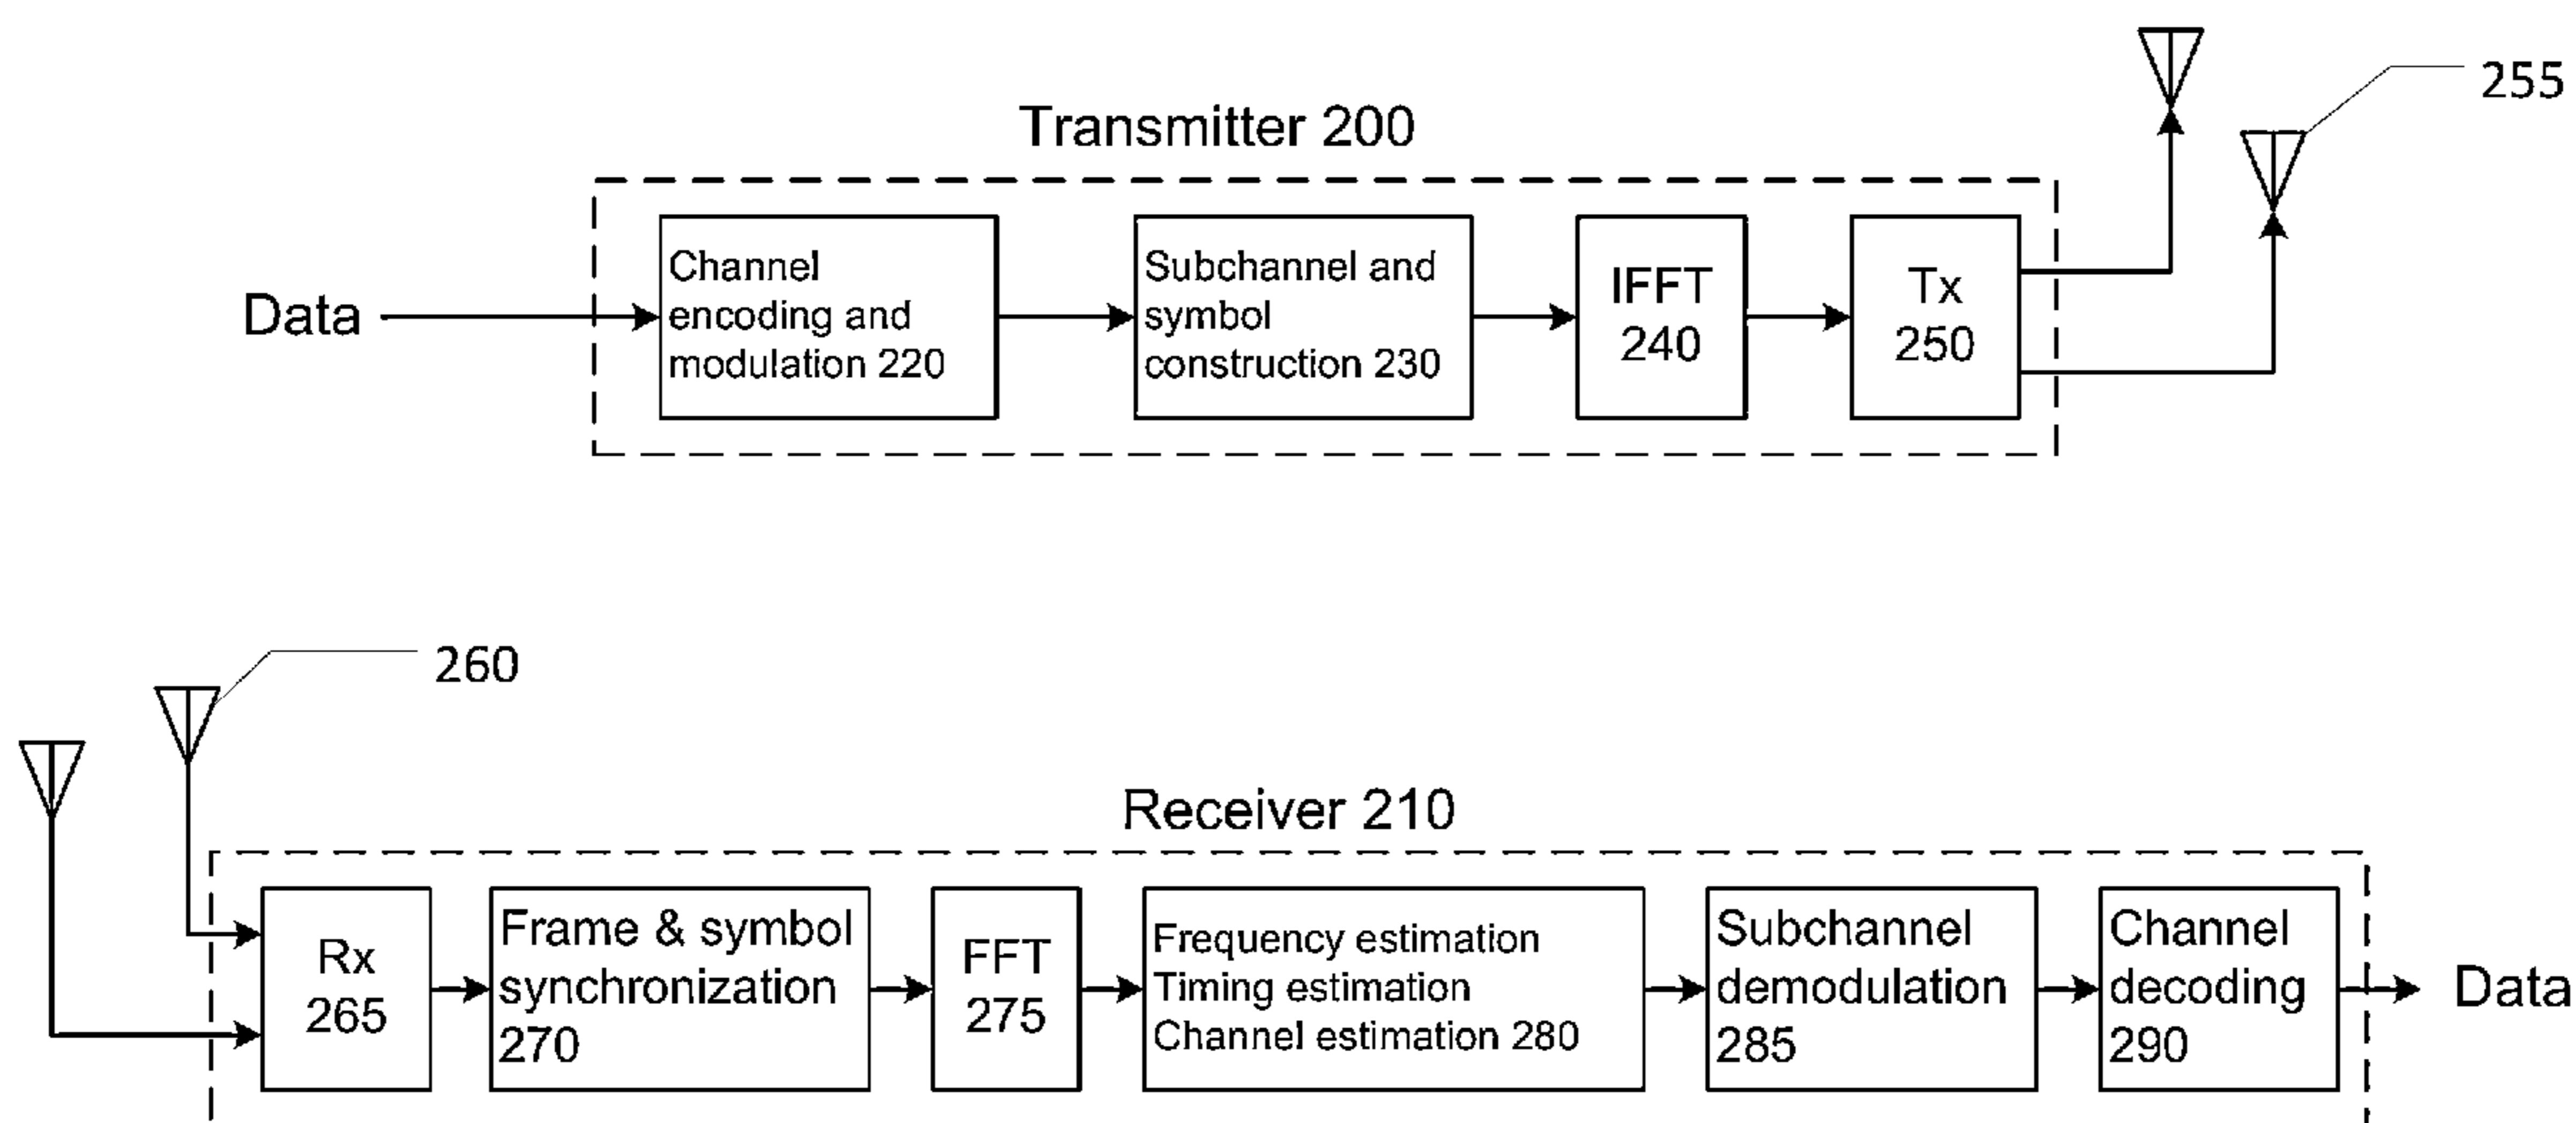 255
Transmitter 200
Data
Channel
encoding and
modulation 220
Subchannel and
symbol
construction 230
IFFT
240
Tx
250
260
Receiver 210
Rx
265
Frame & symbol
synchronization
270
FFT
275
Frequency estimation
Timing estimation
Channel estimation 280
Subchannel
demodulation
285
Channel
decoding
290
Data